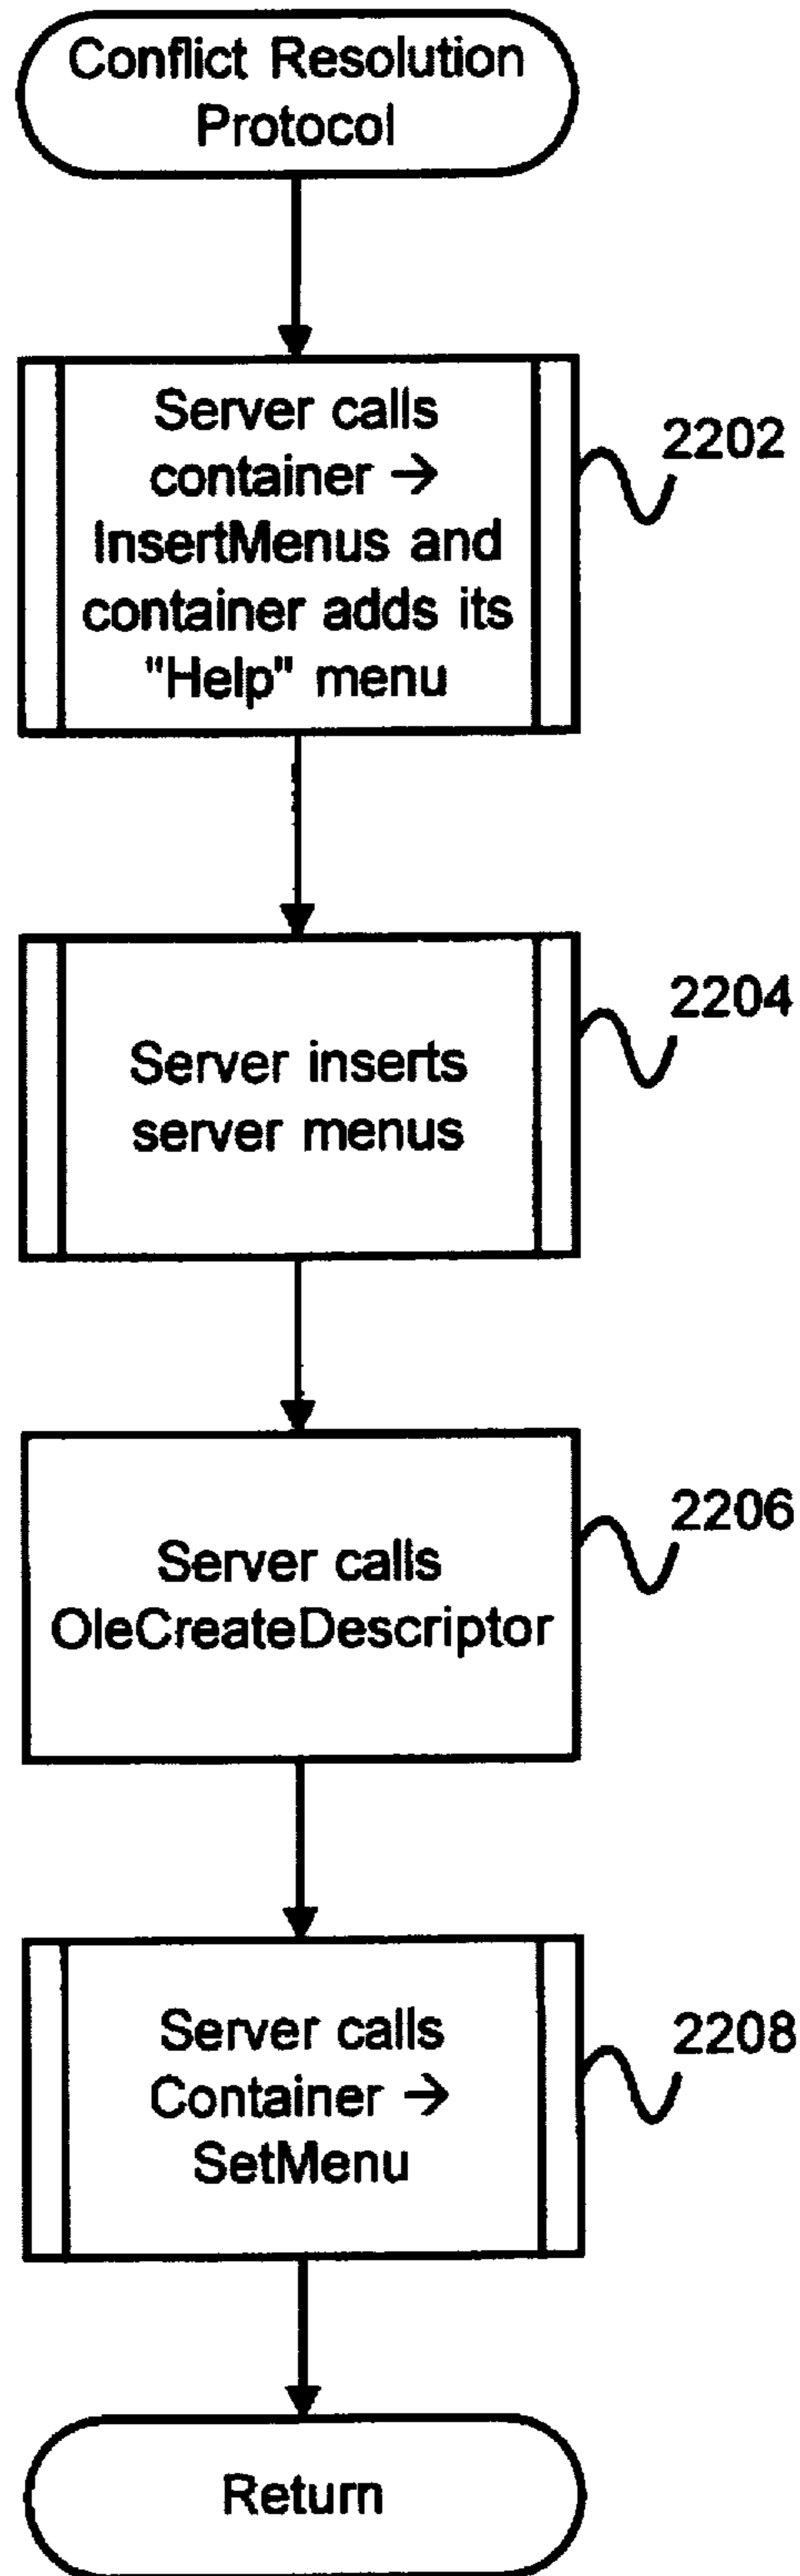 Conflict Resolution
Protocol
Server calls
container →
InsertMenus and
container adds its
"Help" menu
2202
Server inserts
server menus
2204
Server calls
OleCreateDescriptor
2206
Server calls
Container →
SetMenu
2208
Return